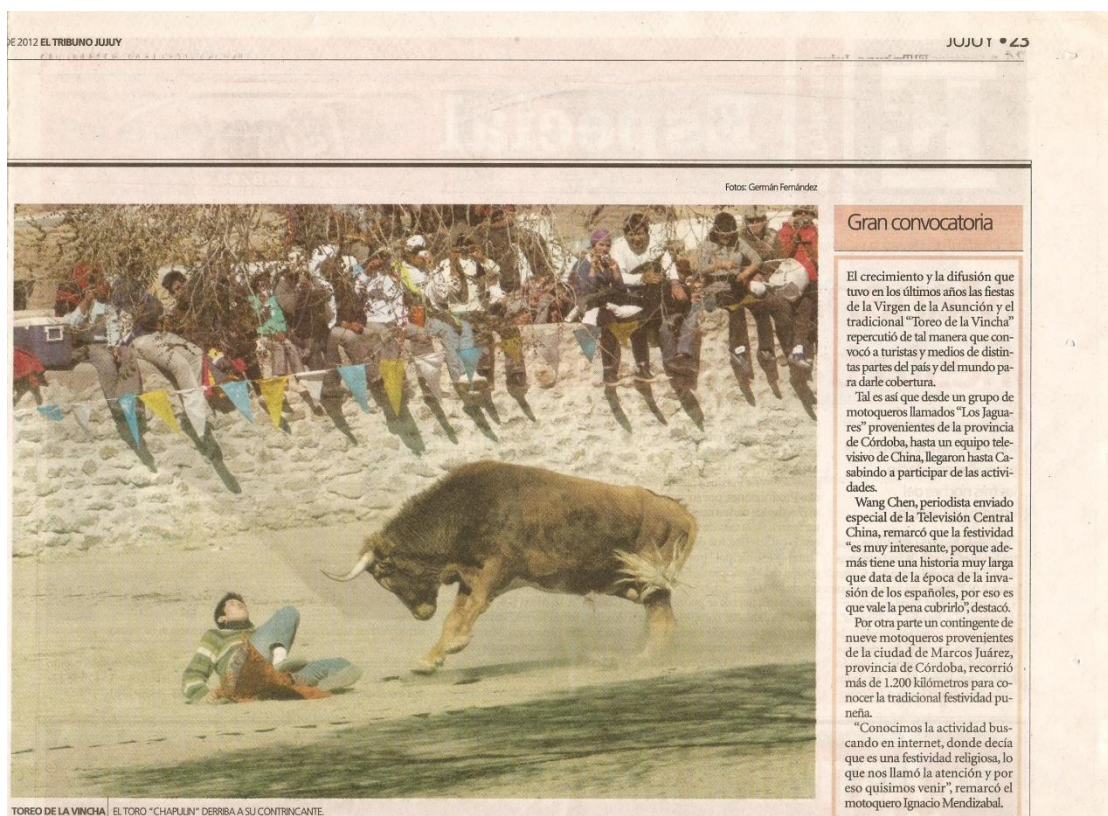 DE 2012 EL TRIBUNO JUJUY
JUJUY • 23
Especial
Fotos: Germán Fernández
Gran convocatoria
El crecimiento y la difusión que
tuvo en los últimos años las fiestas
de la Virgen de la Asunción y el
tradicional “Toreo de la Vincha”
repercutió de tal manera que con-
vocó a turistas y medios de distin-
tas partes del país y del mundo pa-
ra darle cobertura.
Tal es así que desde un grupo de
motoqueros llamados “Los Jagua-
res” provenientes de la provincia
de Córdoba, hasta un equipo tele-
visivo de China, llegaron hasta Ca-
sabindo a participar de las activi-
dades.
Wang Chen, periodista enviado
especial de la Televisión Central
China, remarcó que la festividad
“es muy interesante, porque ade-
más tiene una historia muy larga
que data de la época de la inva-
sión de los españoles, por eso es
que vale la pena cubrirlo”, destacó.
Por otra parte un contingente de
nueve motoqueros provenientes
de la ciudad de Marcos Juárez,
provincia de Córdoba, recorrió
más de 1.200 kilómetros para co-
nocer la tradicional festividad pu-
neña.
“Conocimos la actividad bus-
cando en internet, donde decía
que es una festividad religiosa, lo
que nos llamó la atención y por
eso quisimos venir”, remarcó el
motoquero Ignacio Mendizabal.
TOREO DE LA VINCHA EL TORO “CHAPULIN” DERRIBA A SU CONTRINCANTE.